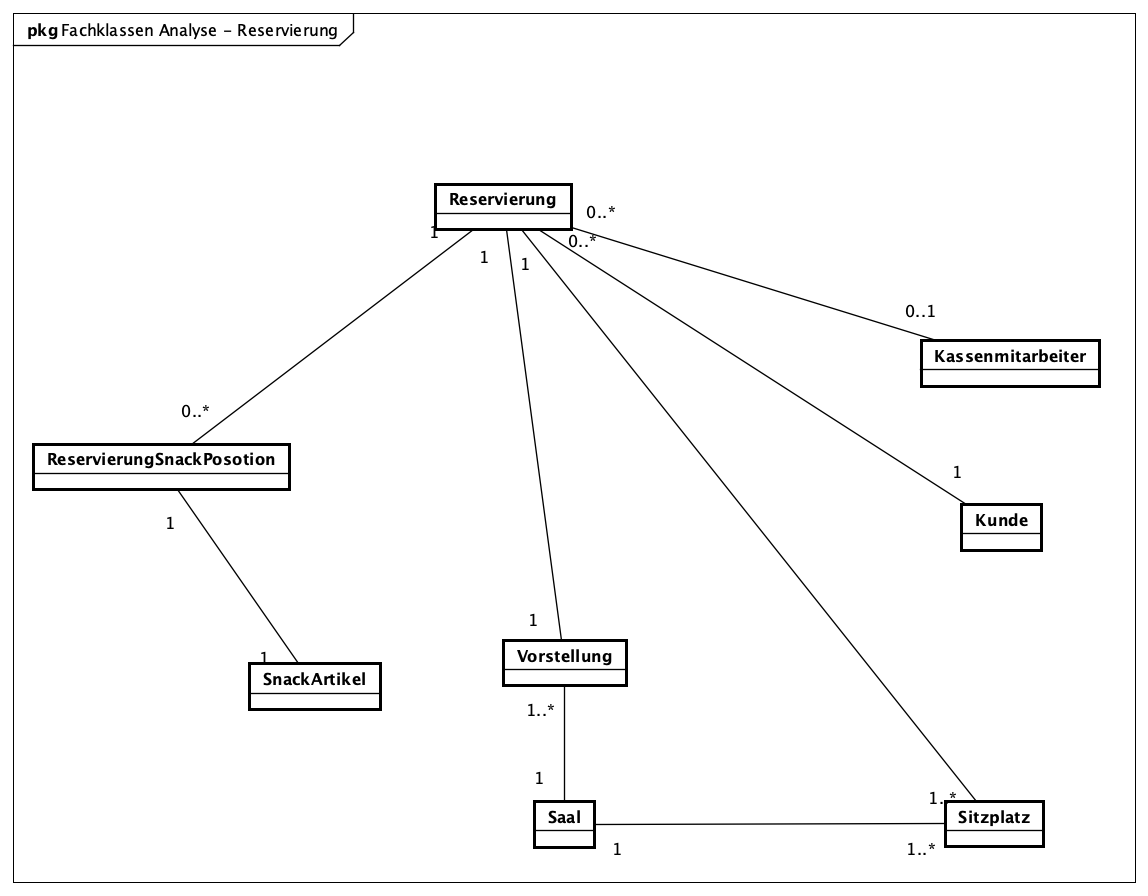 pkg Fachklassen Analyse – Reservierung
Reservierung
0..*
1
0..*
1
1
0..1
Kassenmitarbeiter
0..*
ReservierungSnackPosotion
1
Kunde
1
1
Vorstellung
1
SnackArtikel
1..*
1
1..*
Saal
Sitzplatz
1
1..*